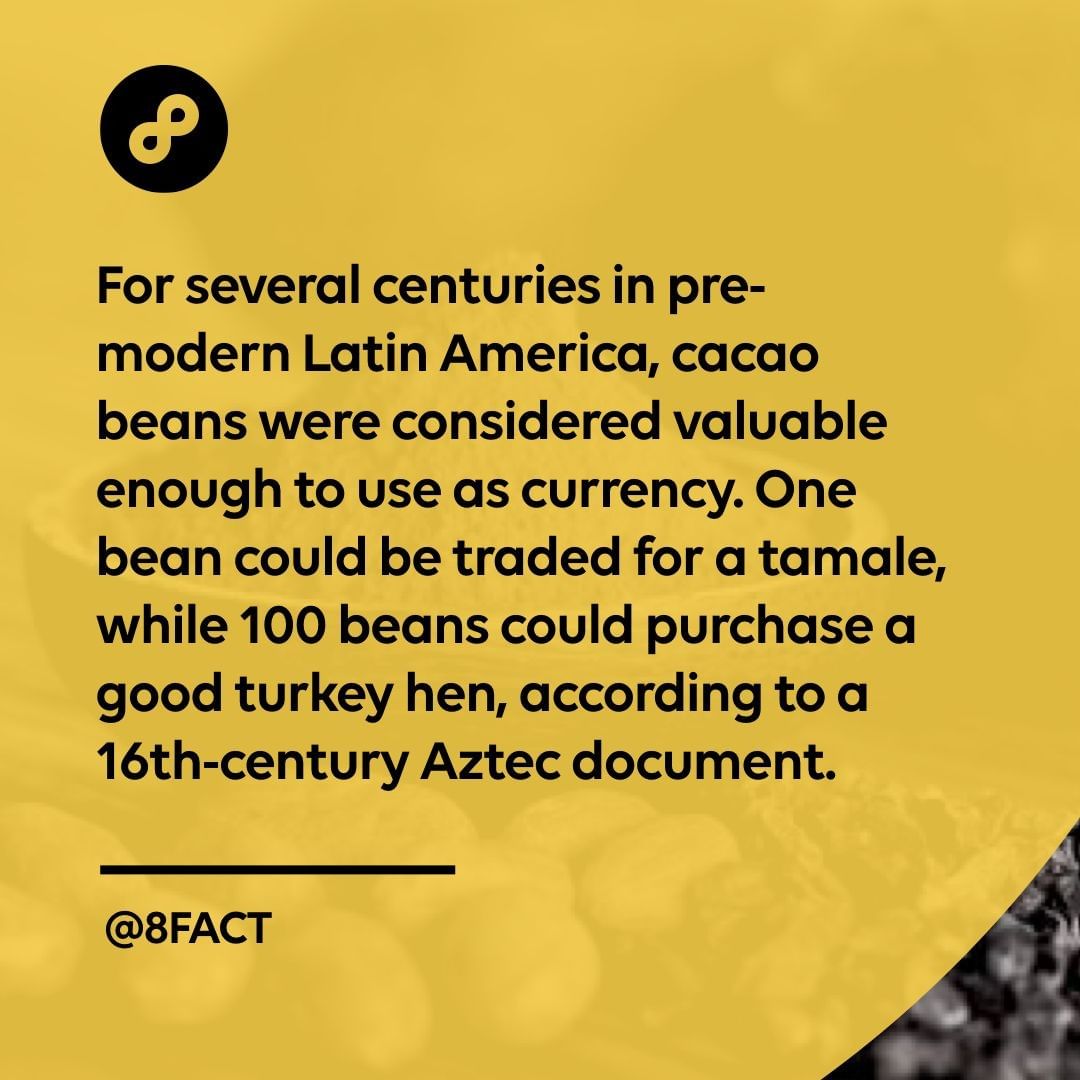 For several centuries in pre-
modern Latin America, cacao
beans were considered valuable
enough to use as currency. One
bean could be traded for a tamale,
while 100 beans could purchase a
good turkey hen, according to a
16th-century Aztec document.
@8FACT